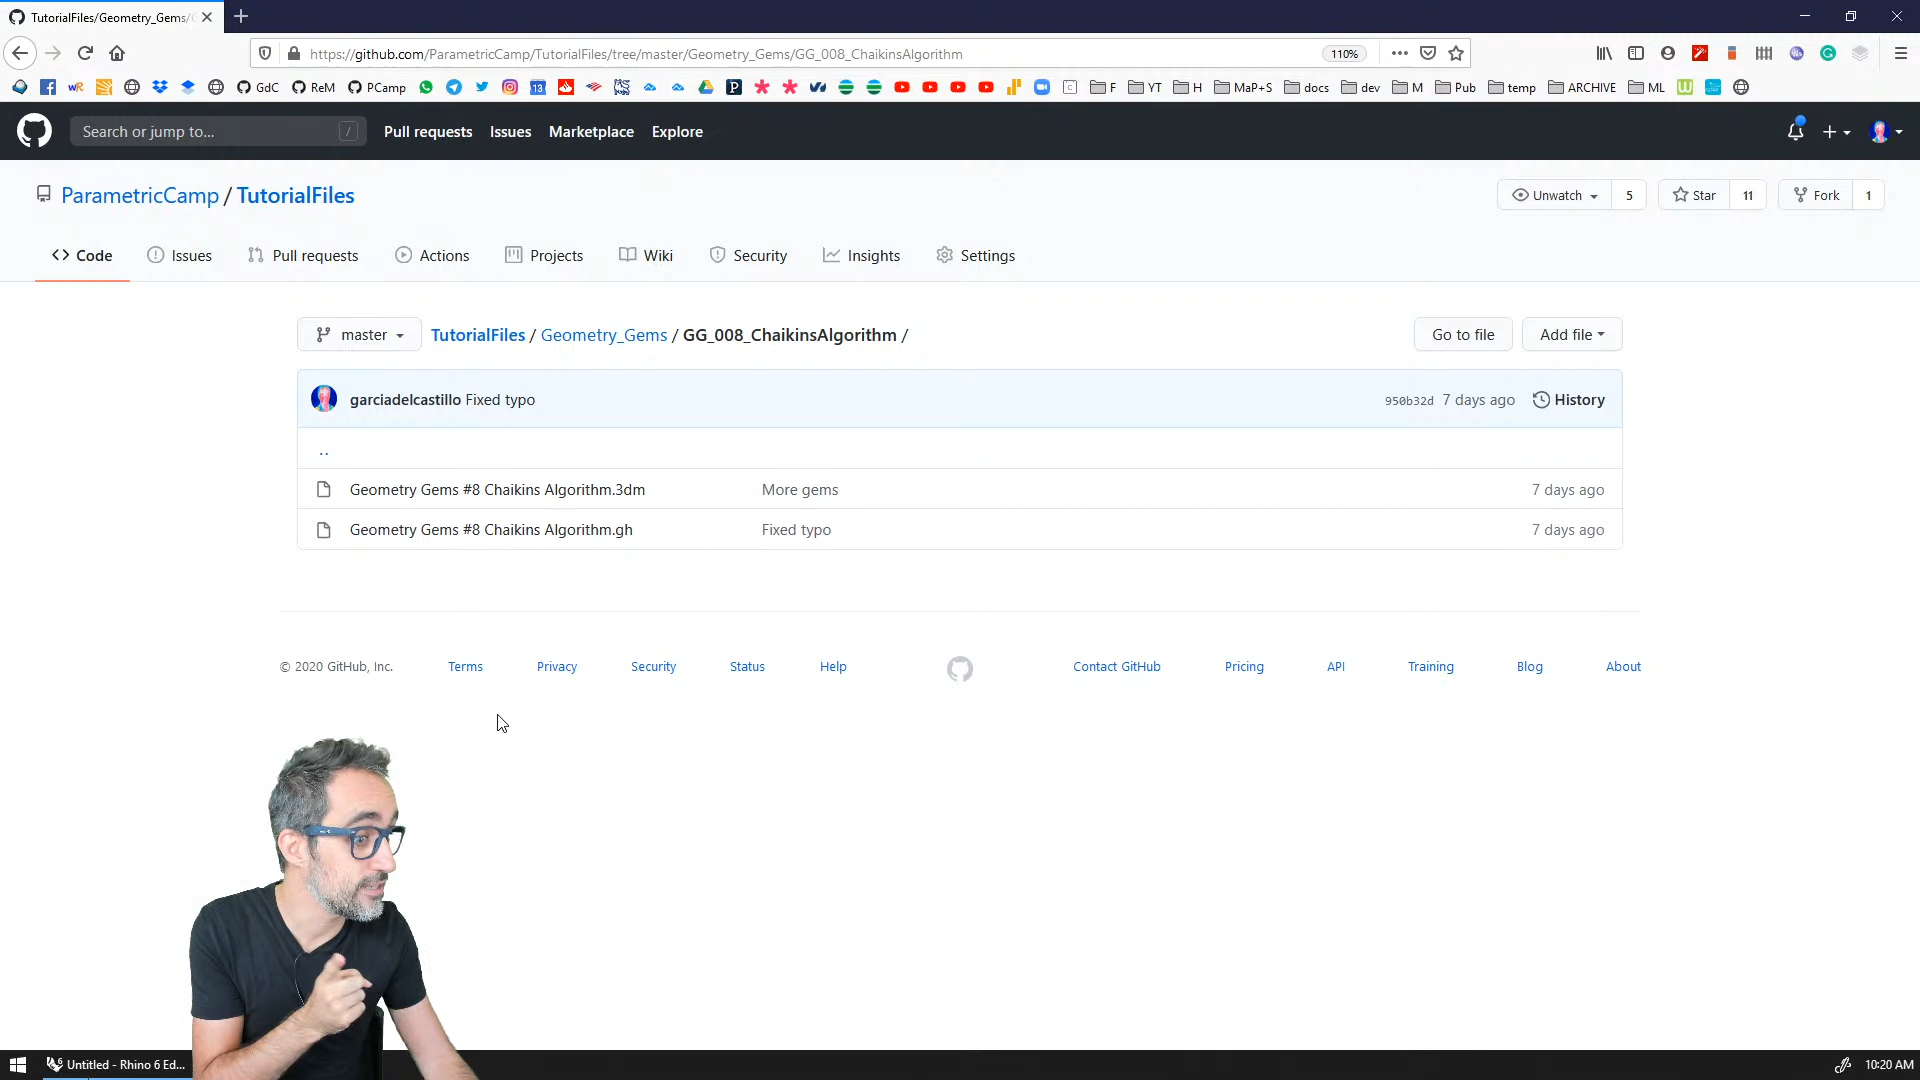 TutorialFiles/Geometry_Gems/
https://github.com/ParametricCamp/TutorialFiles/tree/master/Geometry_Gems/GG_008_ChaikinsAlgorithm
110%
GdC
ReM
PCamp
F
YT
H
MaP+S
docs
dev
M
Pub
temp
ARCHIVE
ML
Search or jump to...
/
Pull requests
Issues
Marketplace
Explore
ParametricCamp / TutorialFiles
Unwatch
5
Star
11
Fork
1
Code
Issues
Pull requests
Actions
Projects
Wiki
Security
Insights
Settings
master
TutorialFiles / Geometry_Gems / GG_008_ChaikinsAlgorithm /
Go to file
Add file
garciadelcastillo Fixed typo
950b32d 7 days ago
History
..
Geometry Gems #8 Chaikins Algorithm.3dm
More gems
7 days ago
Geometry Gems #8 Chaikins Algorithm.gh
Fixed typo
7 days ago
© 2020 GitHub, Inc.
Terms
Privacy
Security
Status
Help
Contact GitHub
Pricing
API
Training
Blog
About
Untitled - Rhino 6 Ed...
10:20 AM